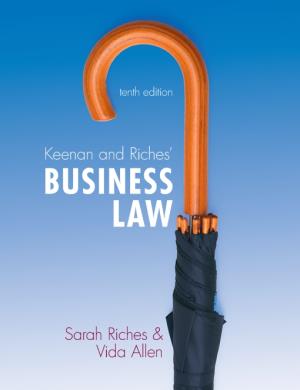 tenth edition
Keenan and Riches'
BUSINESS
LAW
Sarah Riches &
Vida Allen